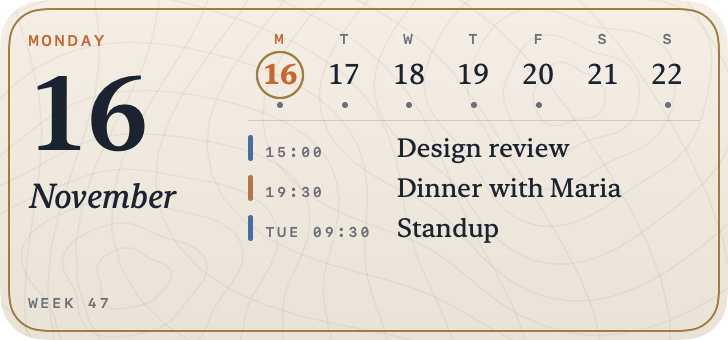 MONDAY
16
November
WEEK 47
M T W T F S S
16 17 18 19 20 21 22
15:00 Design review
19:30 Dinner with Maria
TUE 09:30 Standup